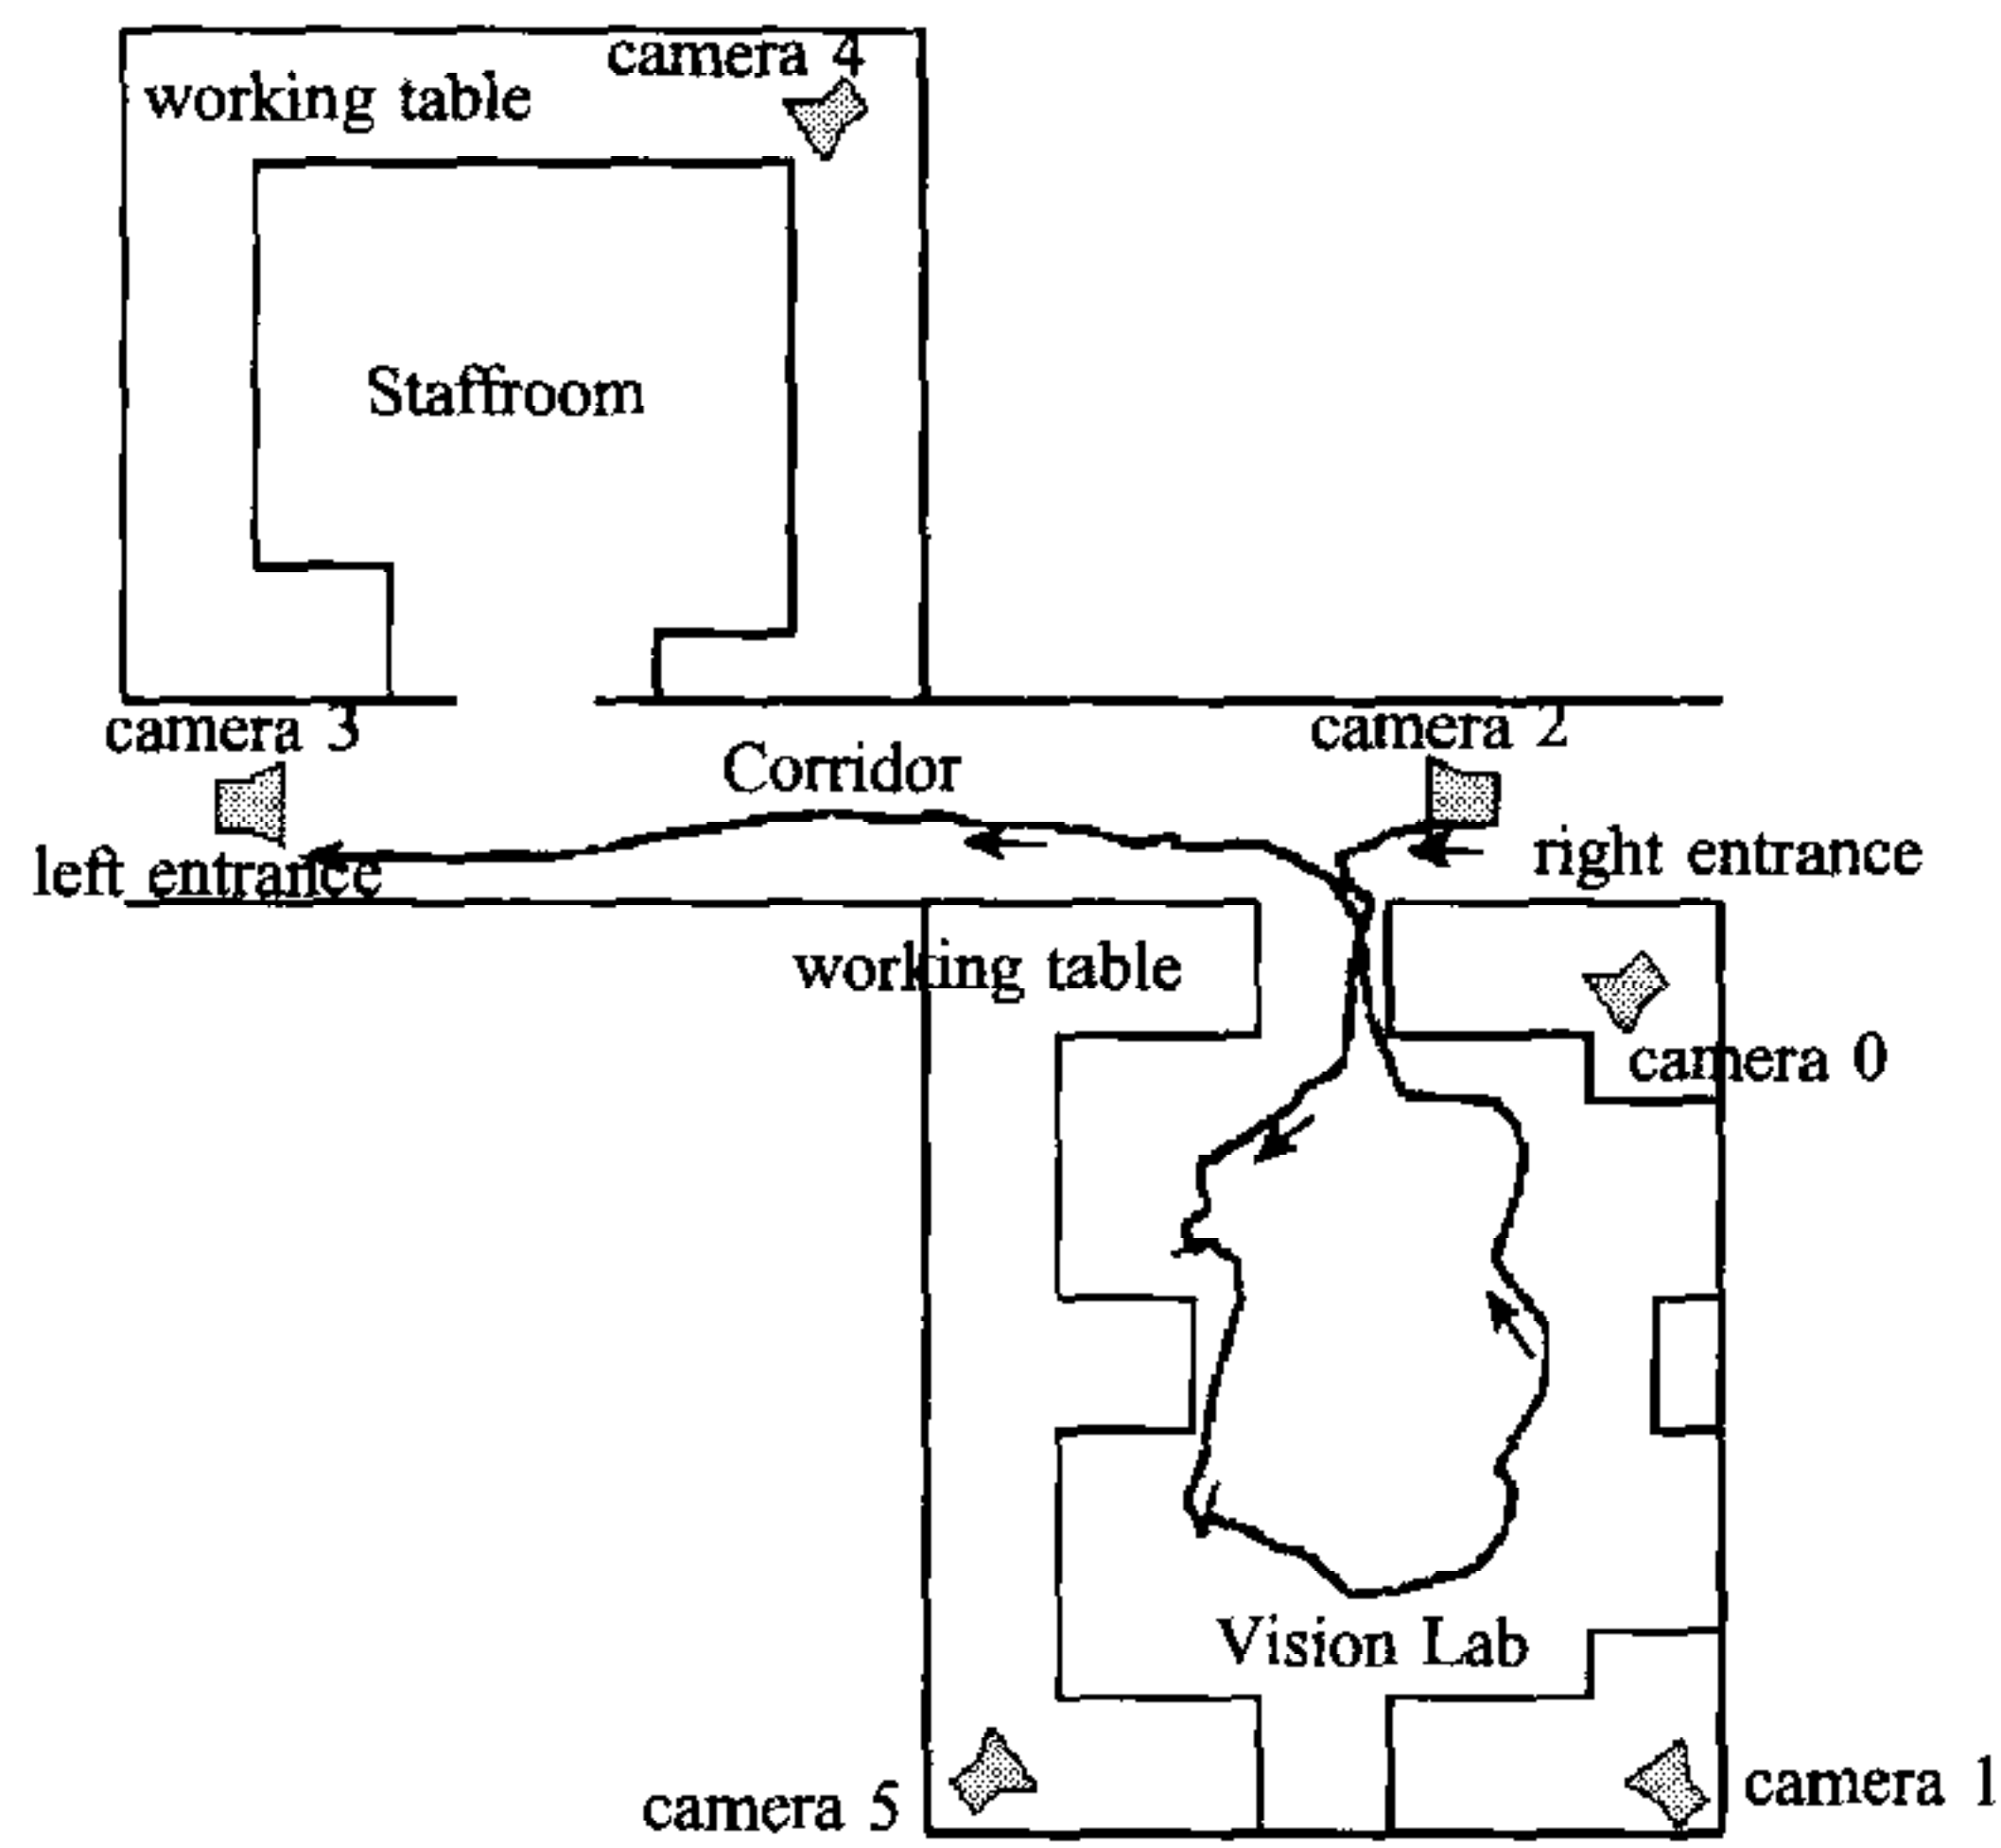 camera 4
working table
Staffroom
camera 3
camera 2
Corridor
right entrance
left entrance
working table
camera 0
Vision Lab
camera 1
camera 5